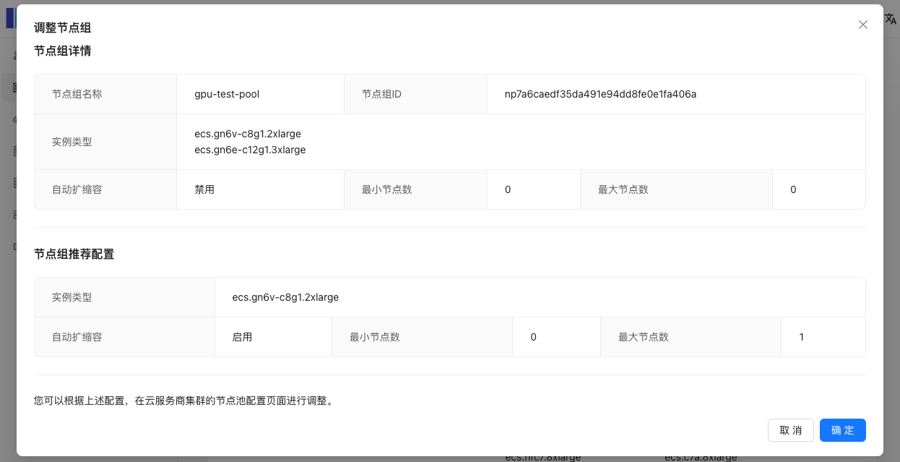 调整节点组
节点组详情
节点组名称 gpu-test-pool 节点组ID np7a6caedf35da491e94dd8fe0e1fa406a
实例类型 ecs.gn6v-c8g1.2xlarge
ecs.gn6e-c12g1.3xlarge
自动扩缩容 禁用 最小节点数 0 最大节点数 0
节点组推荐配置
实例类型 ecs.gn6v-c8g1.2xlarge
自动扩缩容 启用 最小节点数 0 最大节点数 1
您可以根据上述配置，在云服务商集群的节点池配置页面进行调整。
取 消 确 定
ecs.hfc7.8xlarge ecs.c7a.8xlarge